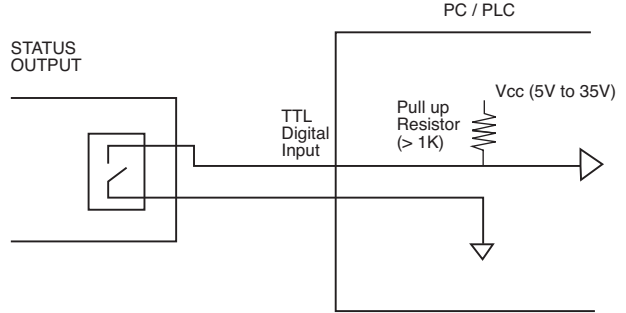 PC / PLC
STATUS
OUTPUT
Vcc (5V to 35V)
TTL
Digital
Input
Pull up
Resistor
(> 1K)